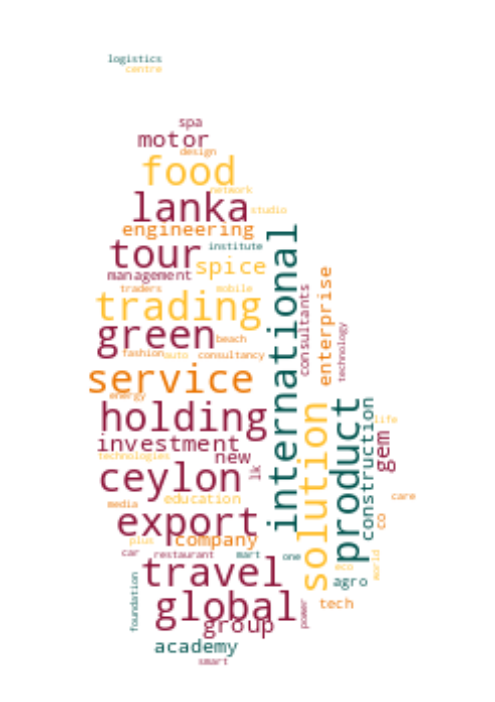 logistics
centre
spa
motor
design
food
network
lanka
studio
engineering
tour
institute
international
spice
management
enterprise
traders
mobile
consultants
trading
green
technology
beach
fashion
auto
consultancy
service
energy
holding
solution
product
construction
life
investment
gem
technologies
new
ceylon
lk
education
care
media
export
co
company
plus
car
restaurant
mart
one
world
travel
eco
agro
foundation
global
power
tech
group
academy
smart